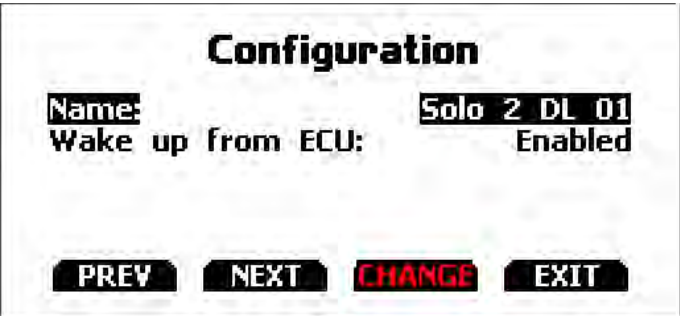 Configuration
Name: Solo 2 DL 01
Wake up from ECU: Enabled
PREV NEXT CHANGE EXIT